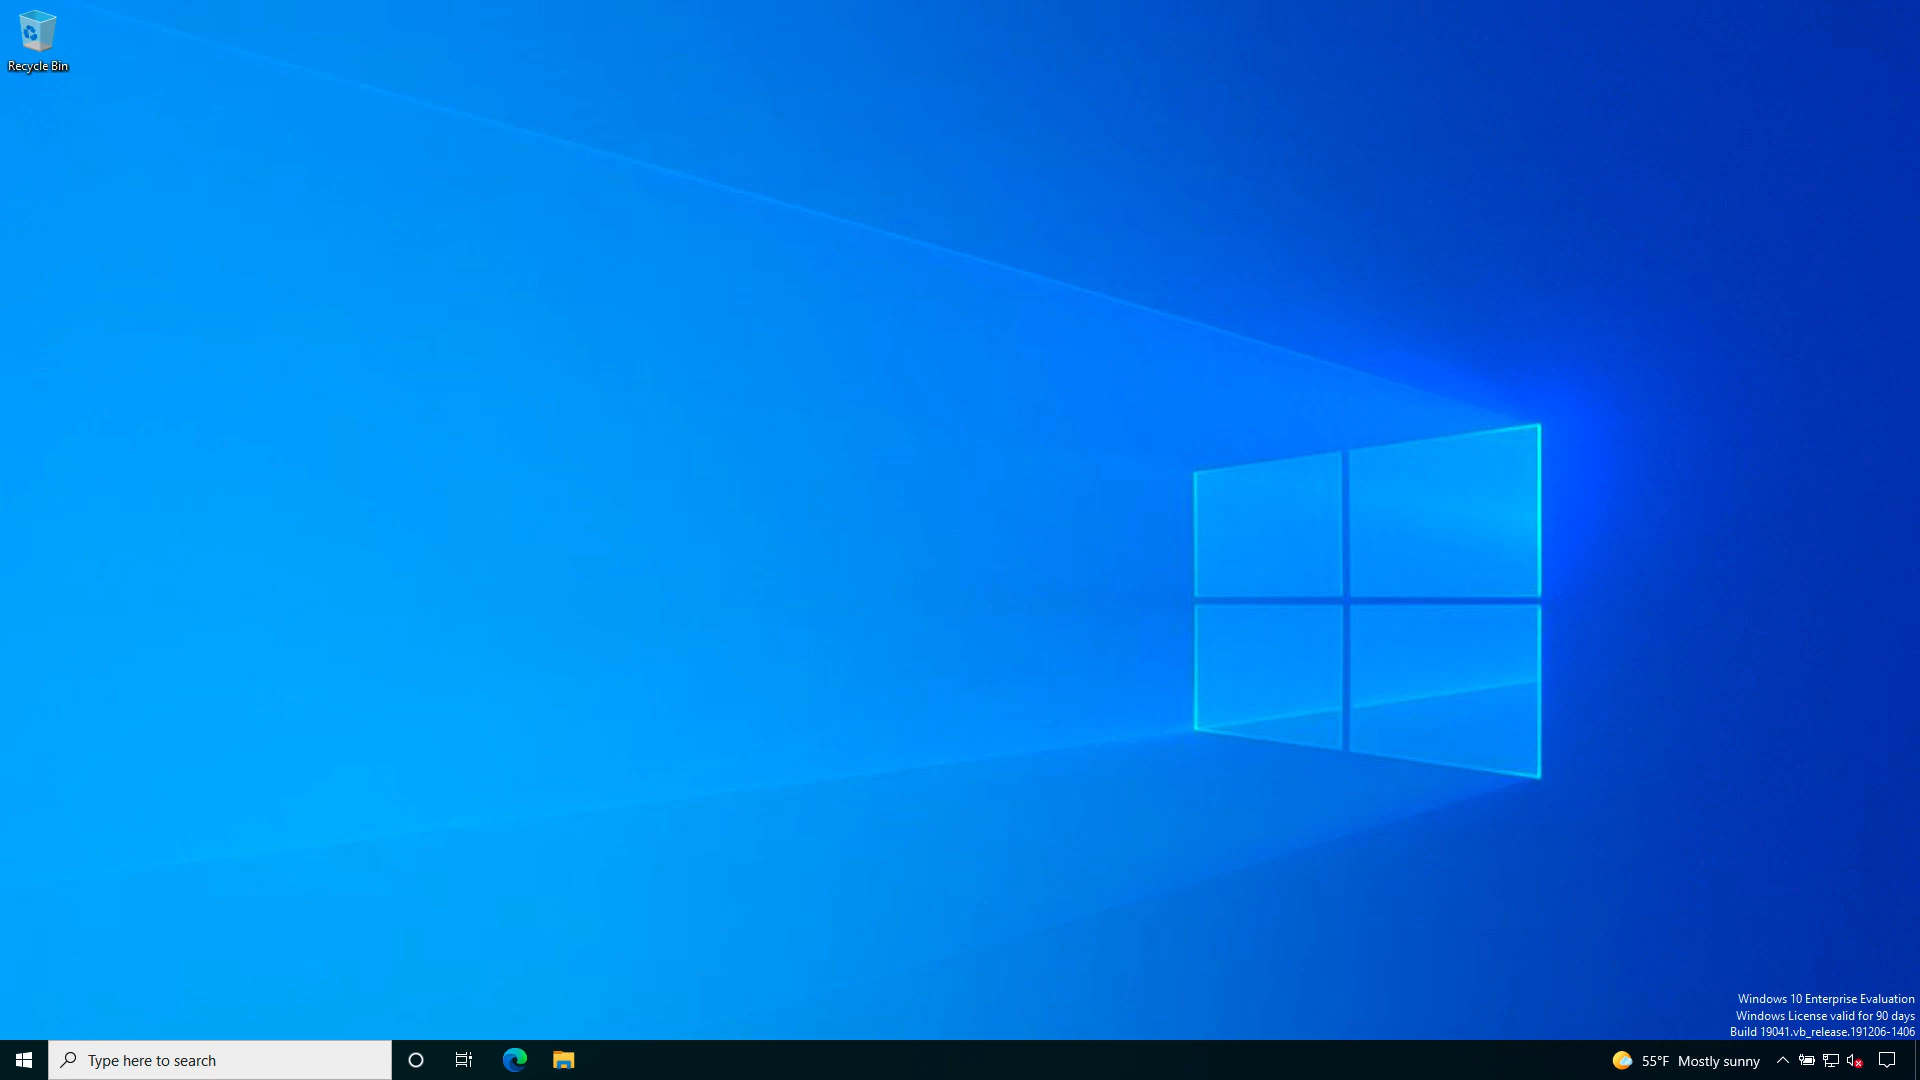 Recycle Bin
Windows 10 Enterprise Evaluation
Windows License valid for 90 days
Build 19041.vb_release.191206-1406
Type here to search
55°F Mostly sunny